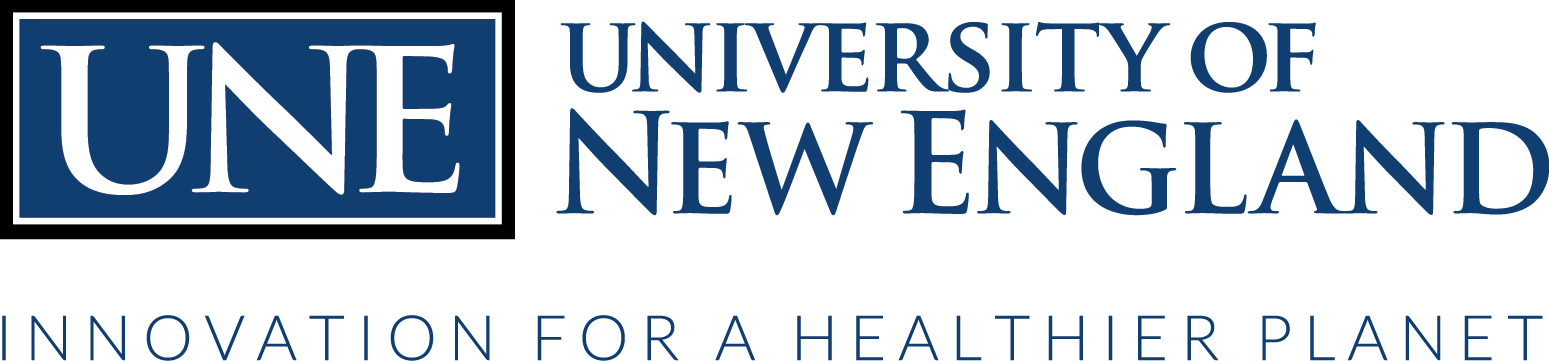 UNE
UNIVERSITY OF
NEW ENGLAND
INNOVATION FOR A HEALTHIER PLANET